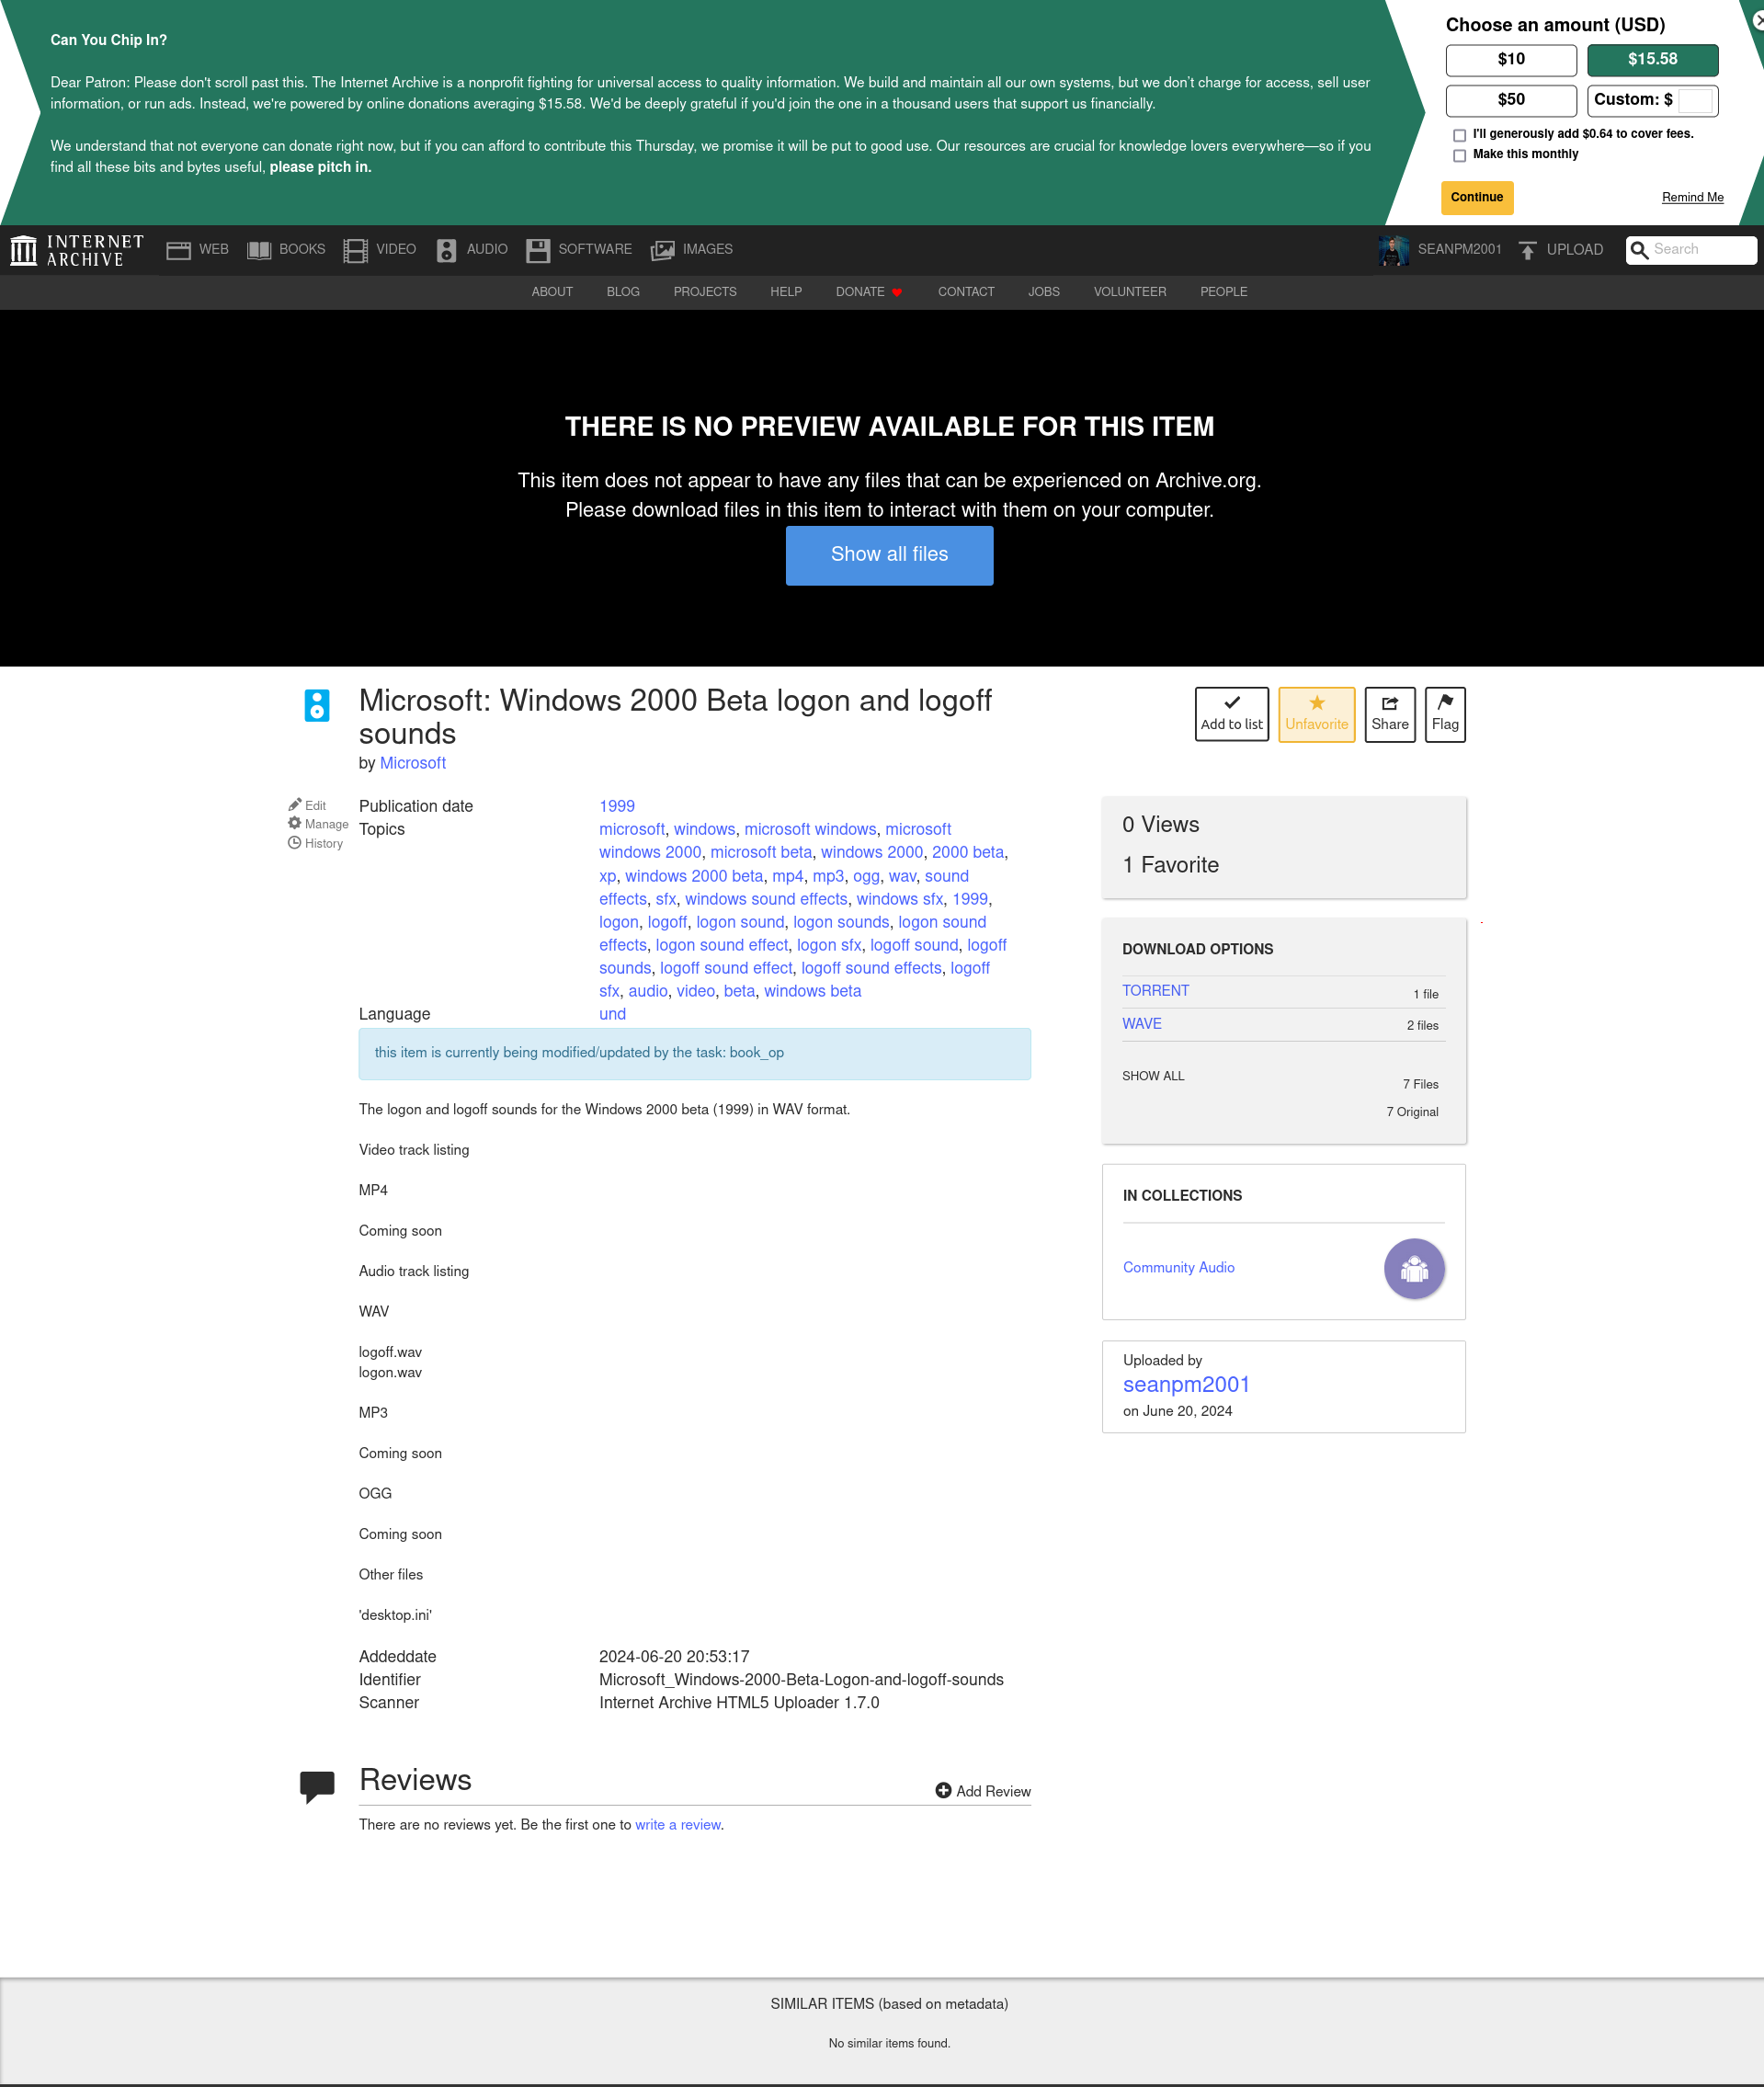 Can You Chip In?
Dear Patron: Please don't scroll past this. The Internet Archive is a nonprofit fighting for universal access to quality information. We build and maintain all our own systems, but we don't charge for access, sell user
information, or run ads. Instead, we're powered by online donations averaging $15.58. We'd be deeply grateful if you'd join the one in a thousand users that support us financially.
We understand that not everyone can donate right now, but if you can afford to contribute this Thursday, we promise it will be put to good use. Our resources are crucial for knowledge lovers everywhere—so if you
find all these bits and bytes useful, please pitch in.
Choose an amount (USD)
$10 $15.58
$50 Custom: $
I'll generously add $0.64 to cover fees.
Make this monthly
Continue Remind Me
INTERNET
ARCHIVE
WEB BOOKS VIDEO AUDIO SOFTWARE IMAGES SEANPM2001 UPLOAD Search
ABOUT BLOG PROJECTS HELP DONATE CONTACT JOBS VOLUNTEER PEOPLE
THERE IS NO PREVIEW AVAILABLE FOR THIS ITEM
This item does not appear to have any files that can be experienced on Archive.org.
Please download files in this item to interact with them on your computer.
Show all files
Microsoft: Windows 2000 Beta logon and logoff
sounds
by Microsoft
Add to list Unfavorite Share Flag
Edit
Manage
History
Publication date 1999
Topics microsoft, windows, microsoft windows, microsoft
windows 2000, microsoft beta, windows 2000, 2000 beta,
xp, windows 2000 beta, mp4, mp3, ogg, wav, sound
effects, sfx, windows sound effects, windows sfx, 1999,
logon, logoff, logon sound, logon sounds, logon sound
effects, logon sound effect, logon sfx, logoff sound, logoff
sounds, logoff sound effect, logoff sound effects, logoff
sfx, audio, video, beta, windows beta
Language und
this item is currently being modified/updated by the task: book_op
The logon and logoff sounds for the Windows 2000 beta (1999) in WAV format.
Video track listing
MP4
Coming soon
Audio track listing
WAV
logoff.wav
logon.wav
MP3
Coming soon
OGG
Coming soon
Other files
'desktop.ini'
Addeddate 2024-06-20 20:53:17
Identifier Microsoft_Windows-2000-Beta-Logon-and-logoff-sounds
Scanner Internet Archive HTML5 Uploader 1.7.0
0 Views
1 Favorite
DOWNLOAD OPTIONS
TORRENT 1 file
WAVE 2 files
SHOW ALL 7 Files
7 Original
IN COLLECTIONS
Community Audio
Uploaded by
seanpm2001
on June 20, 2024
Reviews
Add Review
There are no reviews yet. Be the first one to write a review.
SIMILAR ITEMS (based on metadata)
No similar items found.